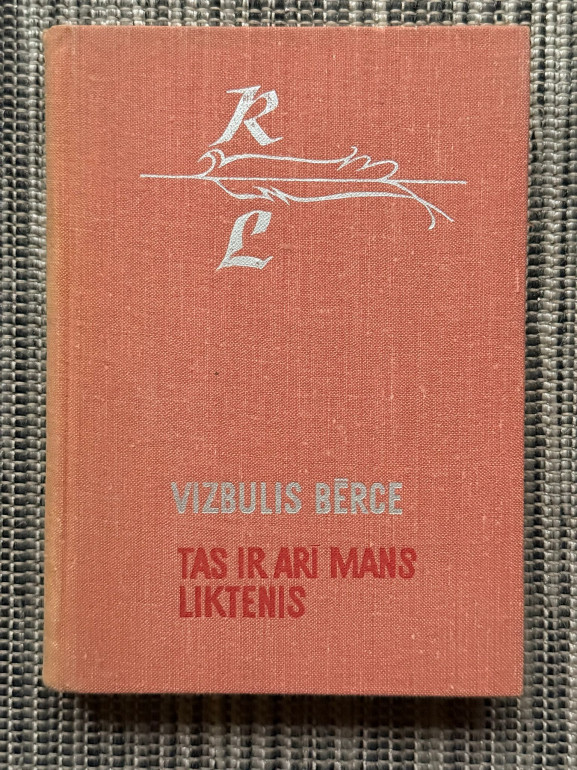 R
L
VIZBULIS BĒRCE
TAS IR ARĪ MANS
LIKTENIS